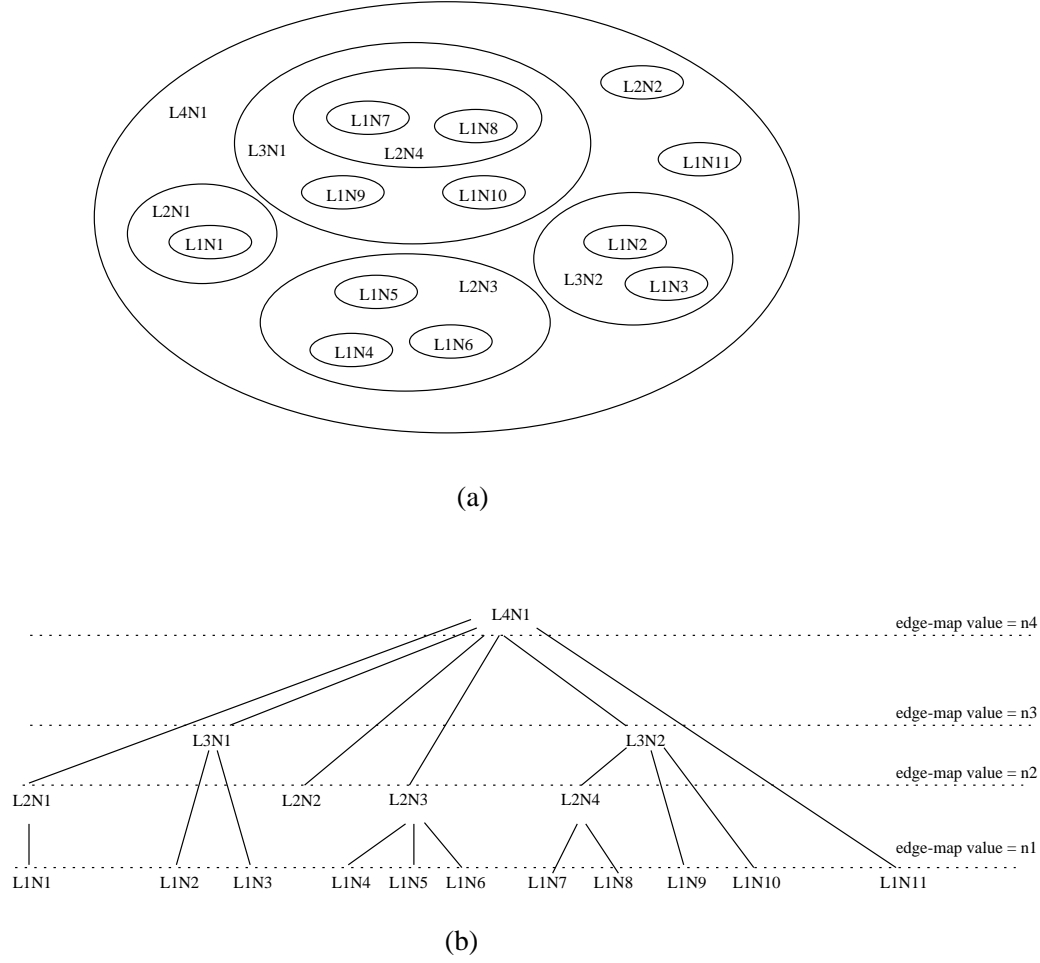 L2N2
L4N1
L1N7
L1N8
L3N1
L2N4
L1N11
L1N9
L1N10
L2N1
L1N1
L1N2
L3N2
L1N3
L1N5
L2N3
L1N4
L1N6
(a)
L4N1
edge-map value = n4
edge-map value = n3
L3N1 L3N2
edge-map value = n2
L2N1 L2N2 L2N3 L2N4
edge-map value = n1
L1N1 L1N2 L1N3 L1N4 L1N5 L1N6 L1N7 L1N8 L1N9 L1N10 L1N11
(b)